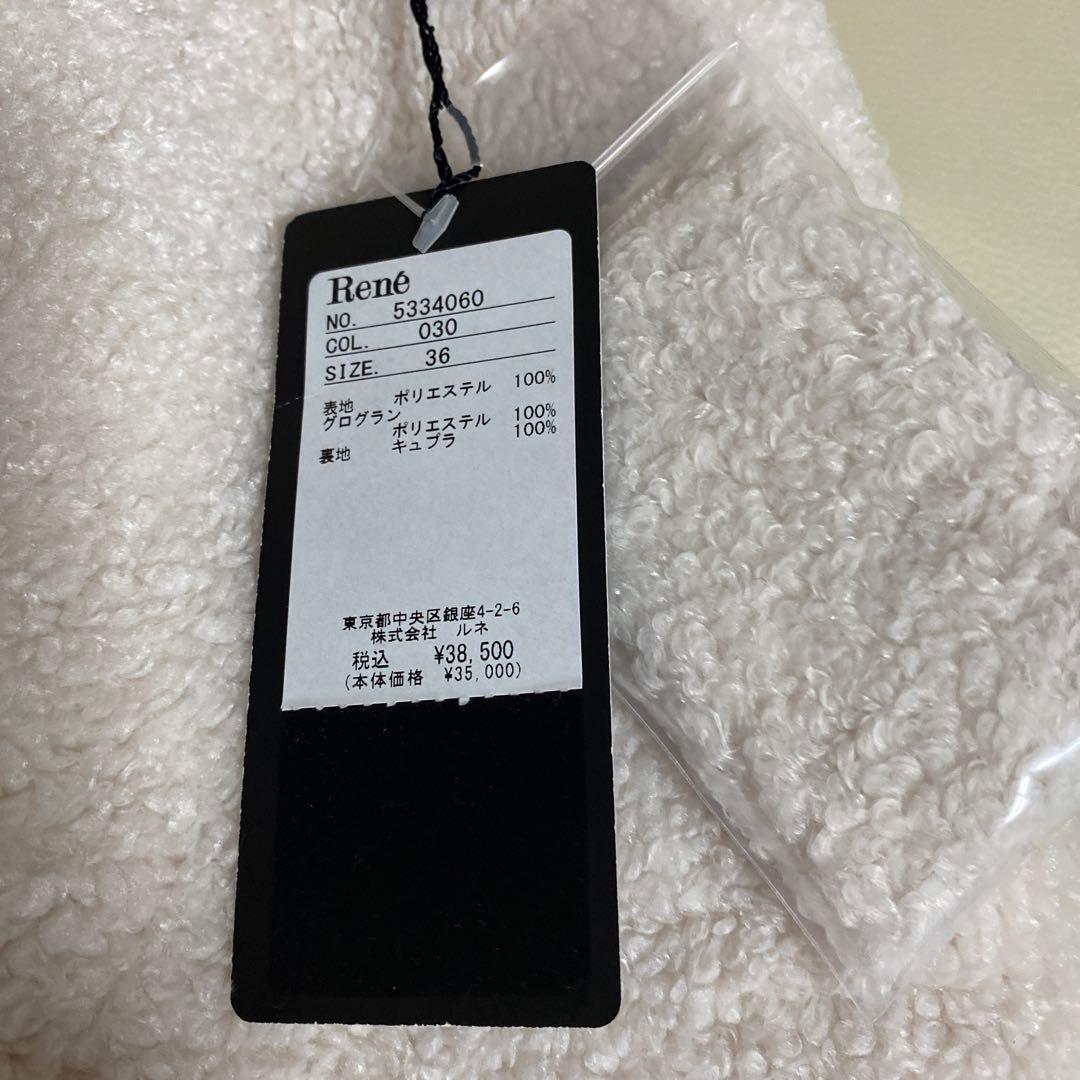 René
NO. 5334060
COL. 030
SIZE. 36
表地 ポリエステル 100%
グログラン
ポリエステル 100%
裏地 キュプラ 100%
東京都中央区銀座4-2-6
株式会社 ルネ
税込 ¥38,500
(本体価格 ¥35,000)